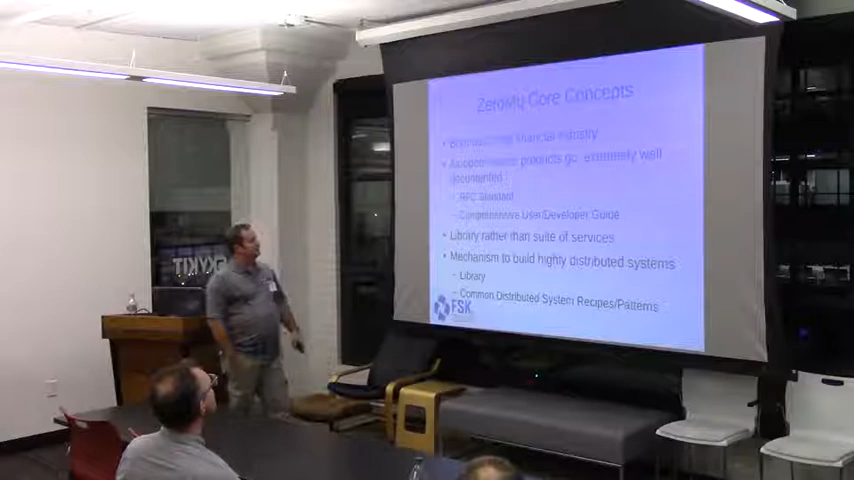 ZeroMQ Core Concepts
financial industry
products go, extremely well
documented
– RFC Standard
– Comprehensive User/Developer Guide
• Library rather than suite of services
• Mechanism to build highly distributed systems
– Library
– Common Distributed System Recipes/Patterns
FSK